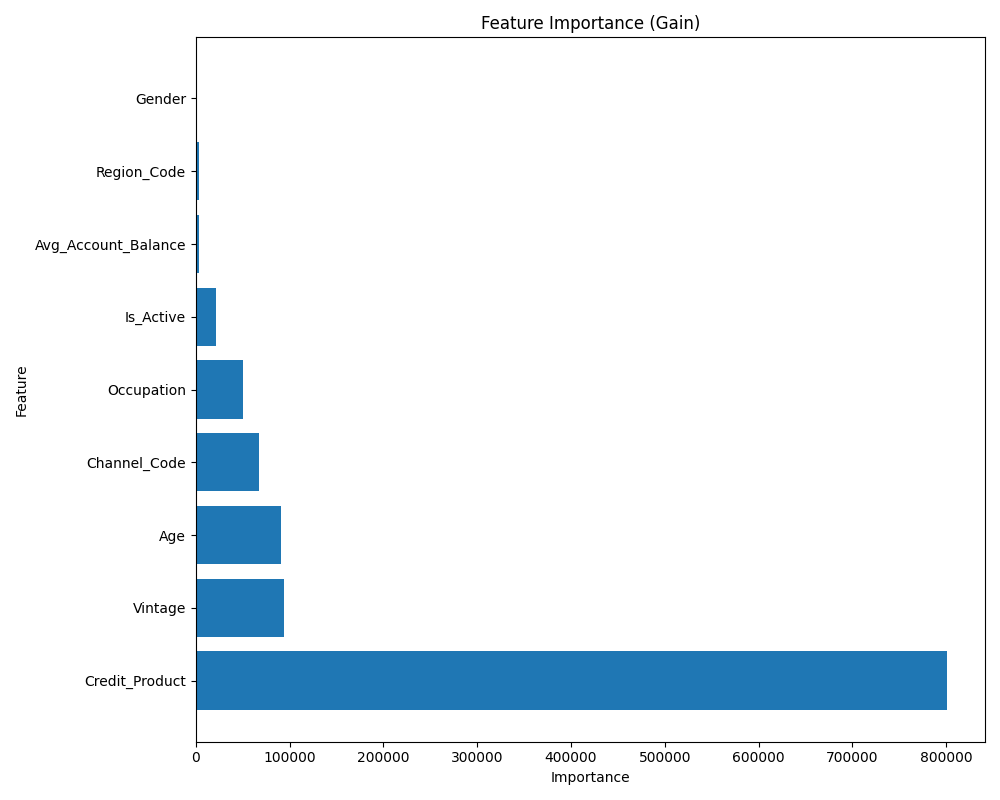 Feature Importance (Gain)
Gender
Region_Code
Avg_Account_Balance
Is_Active
Occupation
Channel_Code
Age
Vintage
Credit_Product
Feature
0 100000 200000 300000 400000 500000 600000 700000 800000
Importance